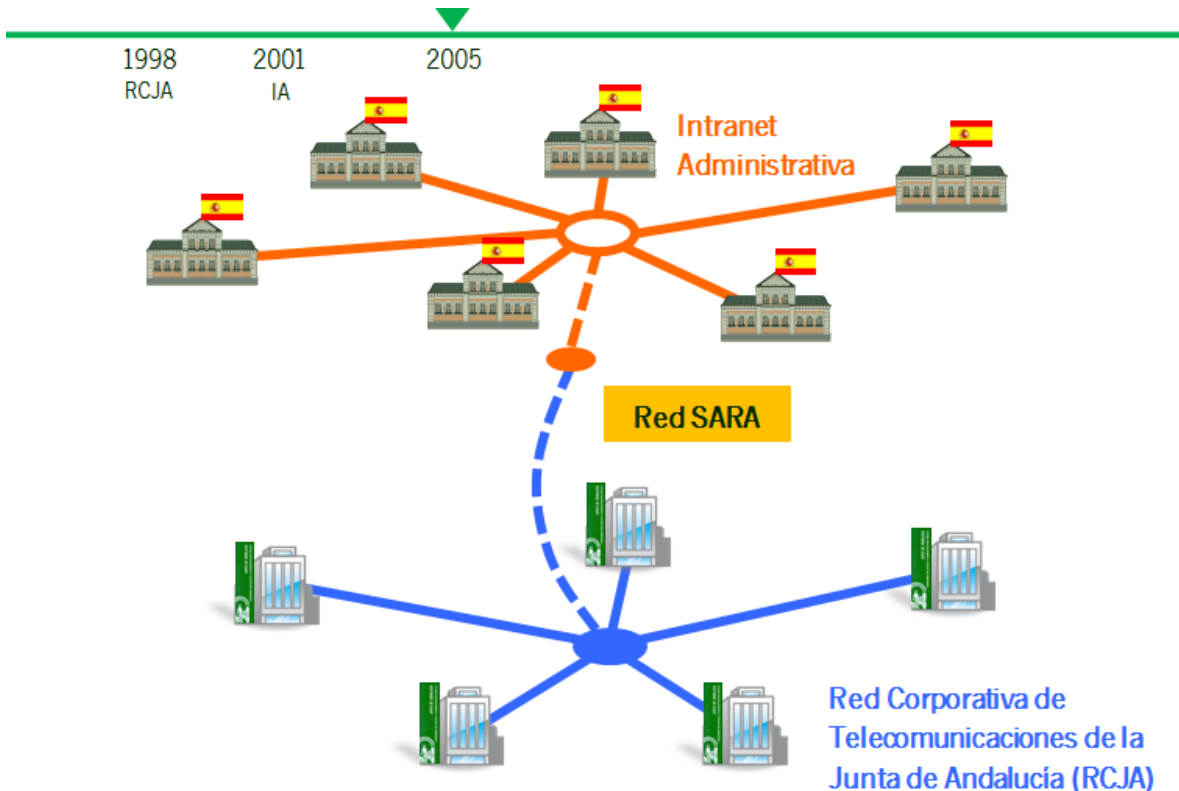 1998
RCJA
2001
IA
2005
Intranet
Administrativa
Red SARA
Red Corporativa de
Telecomunicaciones de la
Junta de Andalucía (RCJA)